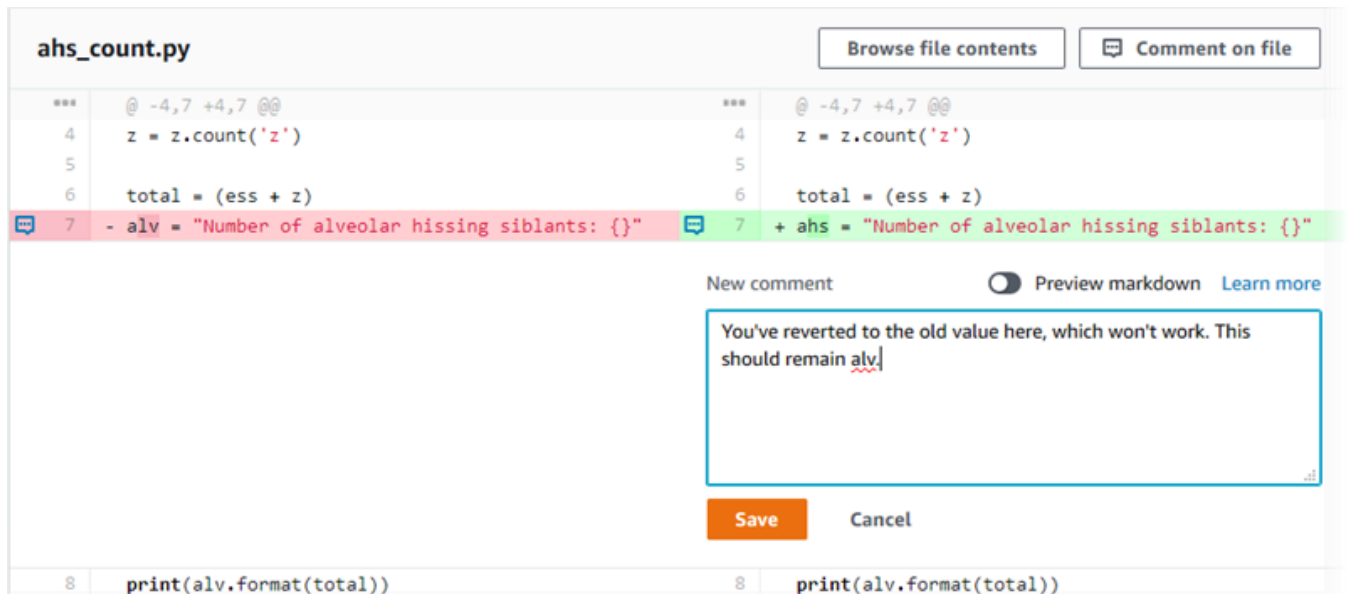 ahs_count.py
Browse file contents
Comment on file
@ -4,7 +4,7 @@
@ -4,7 +4,7 @@
4 z = z.count('z')
4 z = z.count('z')
5
5
6 total = (ess + z)
6 total = (ess + z)
7 - alv = "Number of alveolar hissing siblants: {}"
7 + ahs = "Number of alveolar hissing siblants: {}"
New comment
Preview markdown
Learn more
You've reverted to the old value here, which won't work. This
should remain alv.
Save
Cancel
8 print(alv.format(total))
8 print(alv.format(total))